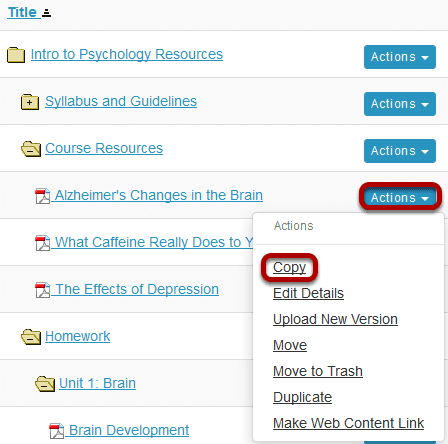 Title
Intro to Psychology Resources
Actions
Syllabus and Guidelines
Actions
Course Resources
Actions
Alzheimer's Changes in the Brain
Actions
What Caffeine Really Does to Y
The Effects of Depression
Homework
Unit 1: Brain
Brain Development
Actions
Copy
Edit Details
Upload New Version
Move
Move to Trash
Duplicate
Make Web Content Link